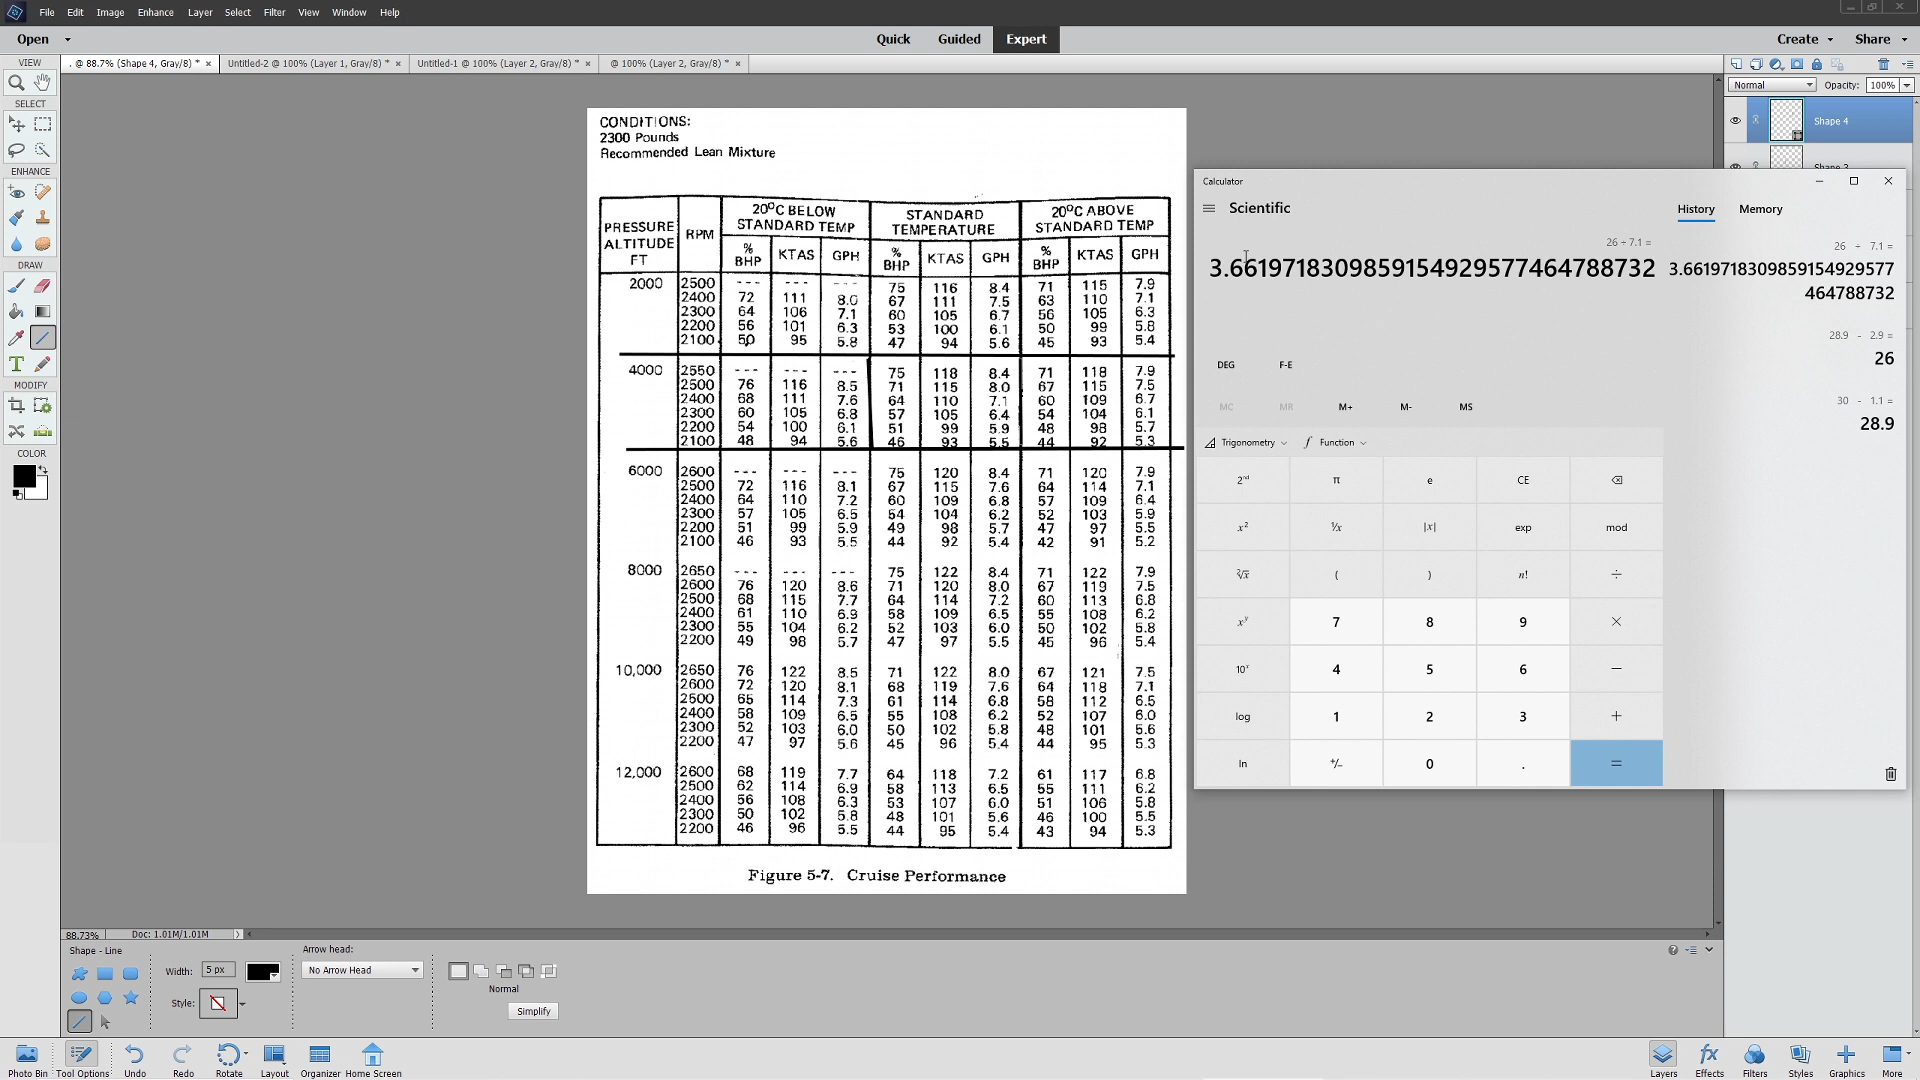 File Edit Image Enhance Layer Select Filter View Window Help
Open Quick Guided Expert Create Share
VIEW
. @ 88.7% (Shape 4, Gray/8) * × Untitled-2 @ 100% (Layer 1, Gray/8) * × Untitled-1 @ 100% (Layer 2, Gray/8) * × @ 100% (Layer 2, Gray/8) * ×
Normal Opacity: 100%
SELECT
Shape 4
ENHANCE
DRAW
MODIFY
COLOR
CONDITIONS:
2300 Pounds
Recommended Lean Mixture
PRESSURE ALTITUDE FT RPM 20°C BELOW STANDARD TEMP STANDARD TEMPERATURE 20°C ABOVE STANDARD TEMP
% BHP KTAS GPH % BHP KTAS GPH % BHP KTAS GPH
2000 2500 --- --- --- 75 116 8.4 71 115 7.9
2400 72 111 8.0 67 111 7.5 63 110 7.1
2300 64 106 7.1 60 105 6.7 56 105 6.3
2200 56 101 6.3 53 100 6.1 50 99 5.8
2100 50 95 5.8 47 94 5.6 45 93 5.4
4000 2550 --- --- --- 75 118 8.4 71 118 7.9
2500 76 116 8.5 71 115 8.0 67 115 7.5
2400 68 111 7.6 64 110 7.1 60 109 6.7
2300 60 105 6.8 57 105 6.4 54 104 6.1
2200 54 100 6.1 51 99 5.9 48 98 5.7
2100 48 94 5.6 46 93 5.5 44 92 5.3
6000 2600 --- --- --- 75 120 8.4 71 120 7.9
2500 72 116 8.1 67 115 7.6 64 114 7.1
2400 64 110 7.2 60 109 6.8 57 109 6.4
2300 57 105 6.5 54 104 6.2 52 103 5.9
2200 51 99 5.9 49 98 5.7 47 97 5.5
2100 46 93 5.5 44 92 5.4 42 91 5.2
8000 2650 --- --- --- 75 122 8.4 71 122 7.9
2600 76 120 8.6 71 120 8.0 67 119 7.5
2500 68 115 7.7 64 114 7.2 60 113 6.8
2400 61 110 6.9 58 109 6.5 55 108 6.2
2300 55 104 6.2 52 103 6.0 50 102 5.8
2200 49 98 5.7 47 97 5.5 45 96 5.4
10,000 2650 76 122 8.5 71 122 8.0 67 121 7.5
2600 72 120 8.1 68 119 7.6 64 118 7.1
2500 65 114 7.3 61 114 6.8 58 112 6.5
2400 58 109 6.5 55 108 6.2 52 107 6.0
2300 52 103 6.0 50 102 5.8 48 101 5.6
2200 47 97 5.6 45 96 5.4 44 95 5.3
12,000 2600 68 119 7.7 64 118 7.2 61 117 6.8
2500 62 114 6.9 58 113 6.5 55 111 6.2
2400 56 108 6.3 53 107 6.0 51 106 5.8
2300 50 102 5.8 48 101 5.6 46 100 5.5
2200 46 96 5.5 44 95 5.4 43 94 5.3
Figure 5-7. Cruise Performance
Calculator
Scientific History Memory
26 ÷ 7.1 =
3.6619718309859154929577464788732
26 ÷ 7.1 =
3.6619718309859154929577
464788732
28.9 - 2.9 =
26
30 - 1.1 =
28.9
DEG F-E
MC MR M+ M- MS
Trigonometry f Function
2nd π e CE
x² ¹/x |x| exp mod
²√x ( ) n! ÷
xʸ 7 8 9 ×
10ˣ 4 5 6 −
log 1 2 3 +
ln +/− 0 . =
88.73% Doc: 1.01M/1.01M
Shape - Line Arrow head:
Width: 5 px No Arrow Head
Normal
Style:
Simplify
Photo Bin Tool Options Undo Redo Rotate Layout Organizer Home Screen Layers Effects Filters Styles Graphics More